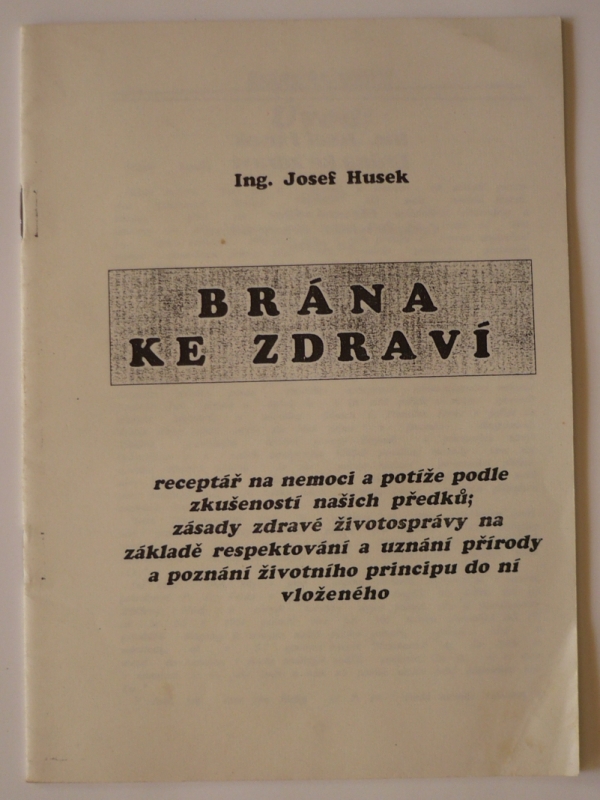 Ing. Josef Husek
BRÁNA
KE ZDRAVÍ
receptář na nemoci a potíže podle
zkušeností našich předků;
zásady zdravé životosprávy na
základě respektování a uznání přírody
a poznání životního principu do ní
vloženého